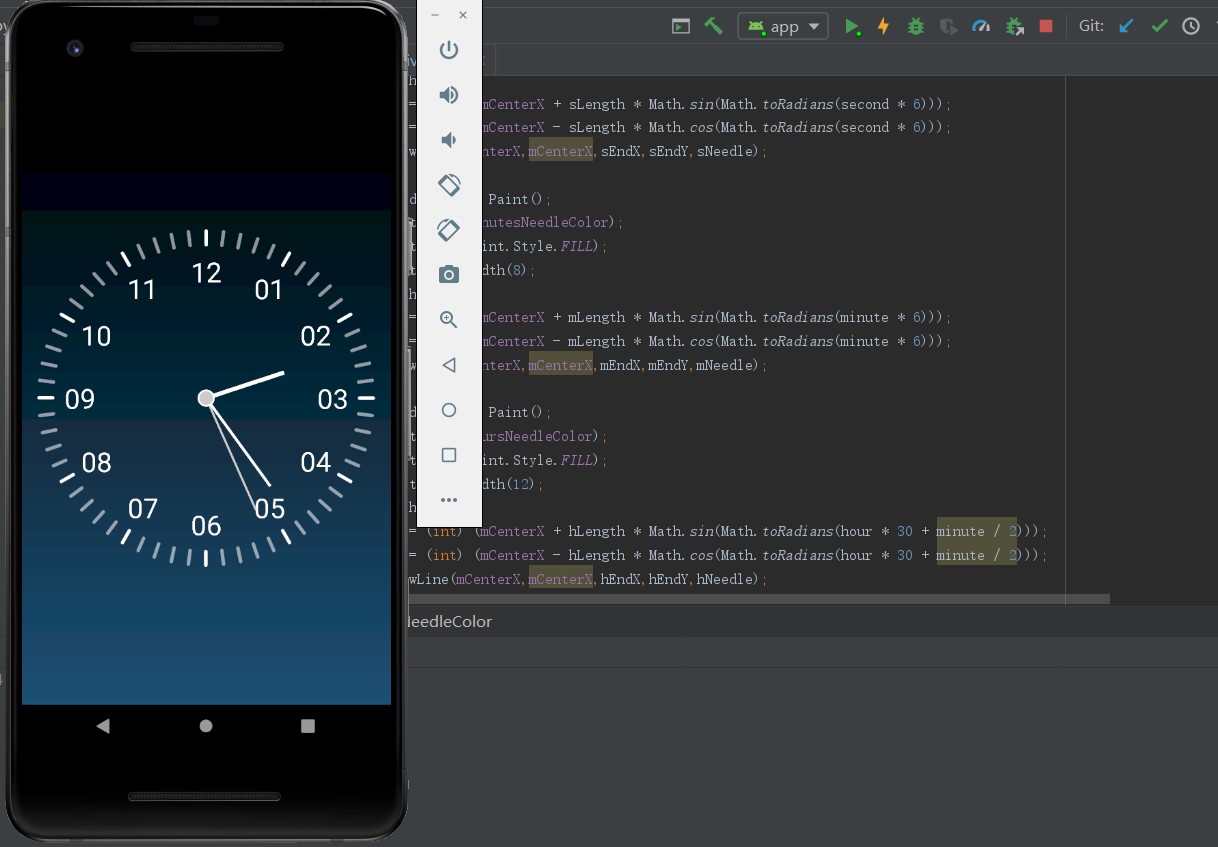 12
11
01
10
02
09
03
08
04
07
05
06
app
Git:
= mCenterX + sLength * Math.sin(Math.toRadians(second * 6)));
= mCenterX - sLength * Math.cos(Math.toRadians(second * 6)));
terX,mCenterX,sEndX,sEndY,sNeedle);
Paint();
utesNeedleColor);
int.Style.FILL);
dth(8);
= mCenterX + mLength * Math.sin(Math.toRadians(minute * 6)));
= mCenterX - mLength * Math.cos(Math.toRadians(minute * 6)));
terX,mCenterX,mEndX,mEndY,mNeedle);
Paint();
ursNeedleColor);
int.Style.FILL);
dth(12);
= (int) (mCenterX + hLength * Math.sin(Math.toRadians(hour * 30 + minute / 2)));
= (int) (mCenterX - hLength * Math.cos(Math.toRadians(hour * 30 + minute / 2)));
wLine(mCenterX,mCenterX,hEndX,hEndY,hNeedle);
eedleColor